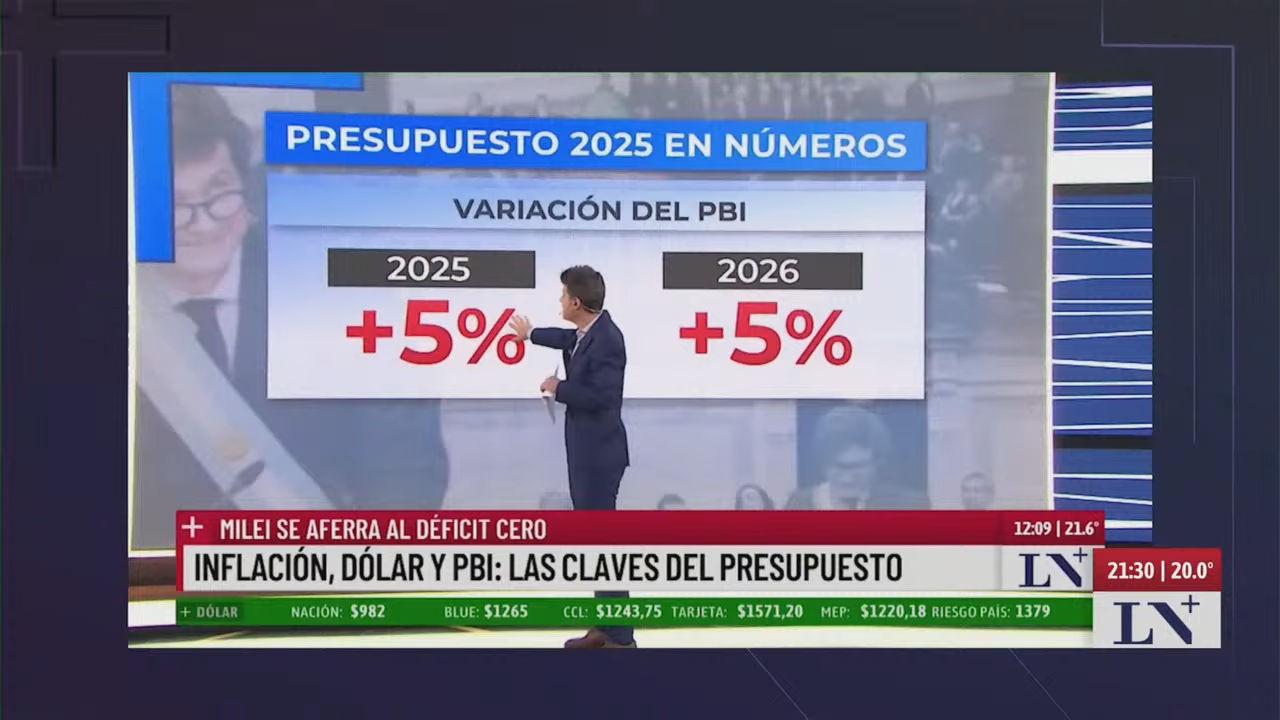 PRESUPUESTO 2025 EN NÚMEROS
VARIACIÓN DEL PBI
2025
2026
+5%
+5%
+ MILEI SE AFERRA AL DÉFICIT CERO
12:09 | 21.6°
INFLACIÓN, DÓLAR Y PBI: LAS CLAVES DEL PRESUPUESTO
LN+
21:30 | 20.0°
LN+
+ DÓLAR NACIÓN: $982 BLUE: $1265 CCL: $1243,75 TARJETA: $1571,20 MEP: $1220,18 RIESGO PAÍS: 1379